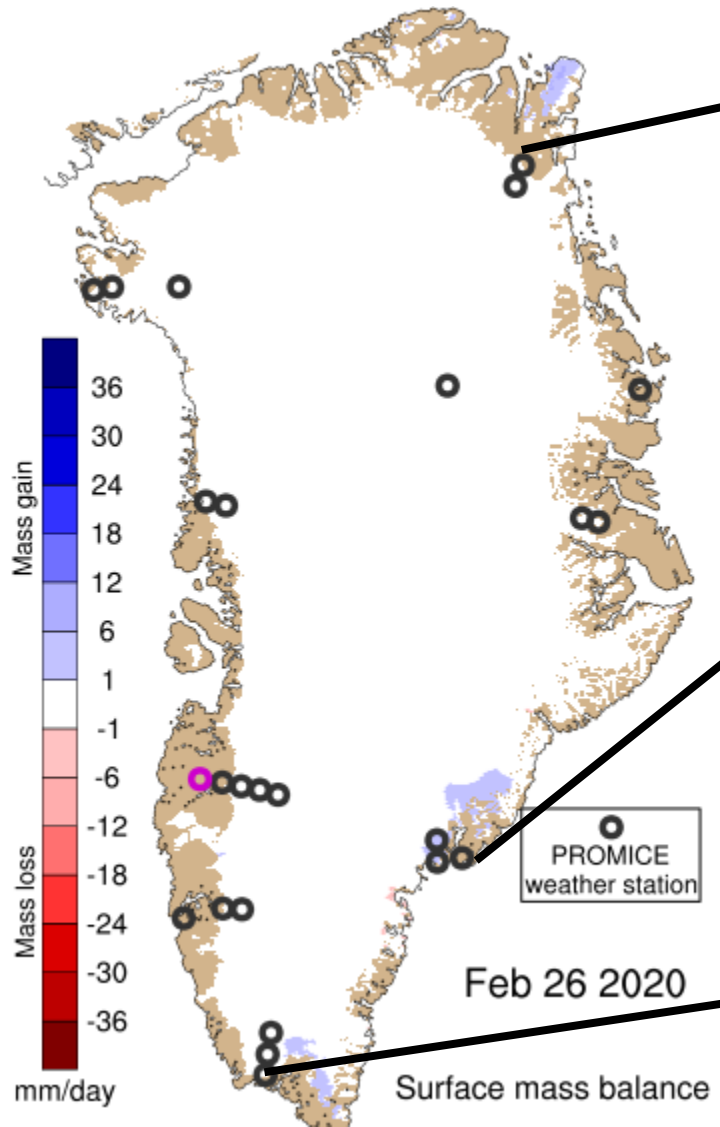 Mass gain
36
30
24
18
12
6
1
-1
-6
-12
-18
-24
-30
-36
Mass loss
mm/day
PROMICE
weather station
Feb 26 2020
Surface mass balance